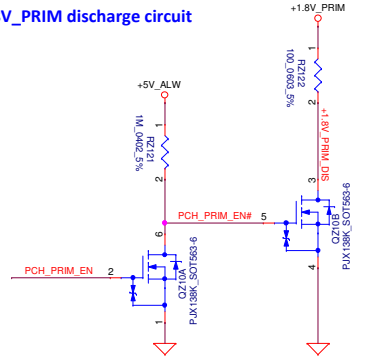 V_PRIM discharge circuit
+1.8V_PRIM
1
RZ122
100_0603_5%
2
+5V_ALW
1
RZ121
1M_0402_5%
2
+1.8V_PRIM_DIS
3
PCH_PRIM_EN#
5
QZ10B
PJX138K_SOT563-6
4
6
PCH_PRIM_EN
2
QZ10A
PJX138K_SOT563-6
1